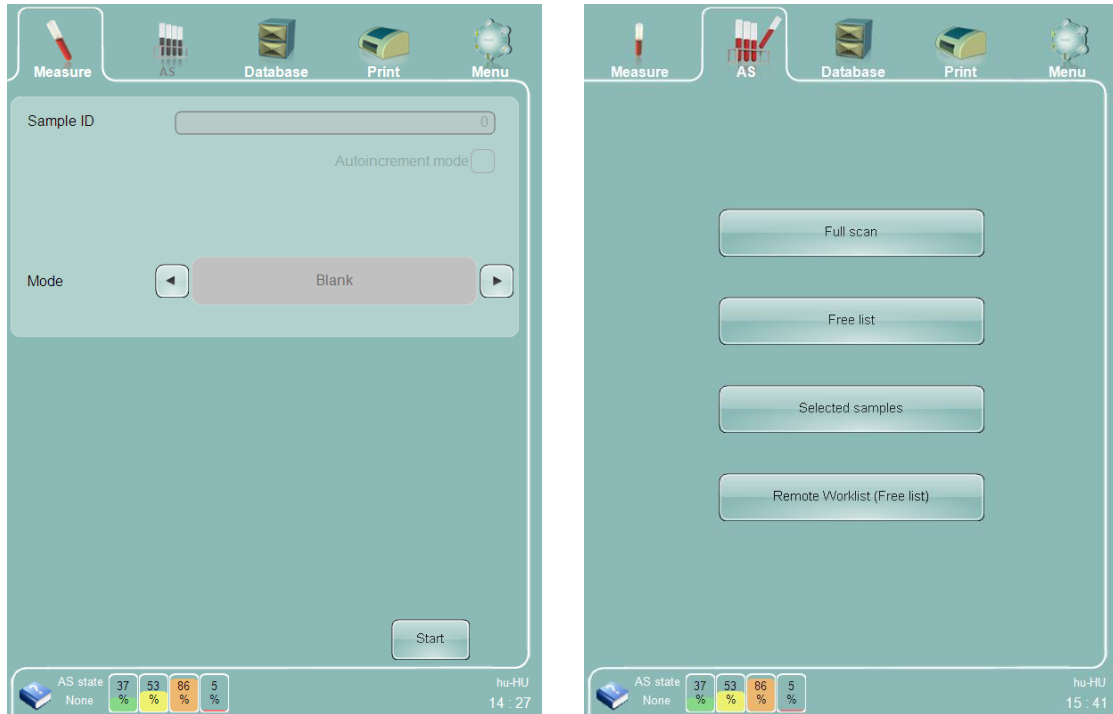 Measure AS Database Print Menu
Sample ID 0
Autoincrement mode
Mode Blank
Start
AS state
None
37 %
53 %
86 %
5 %
hu-HU
14 : 27
Measure AS Database Print Menu
Full scan
Free list
Selected samples
Remote Worklist (Free list)
AS state
None
37 %
53 %
86 %
5 %
hu-HU
15 : 41